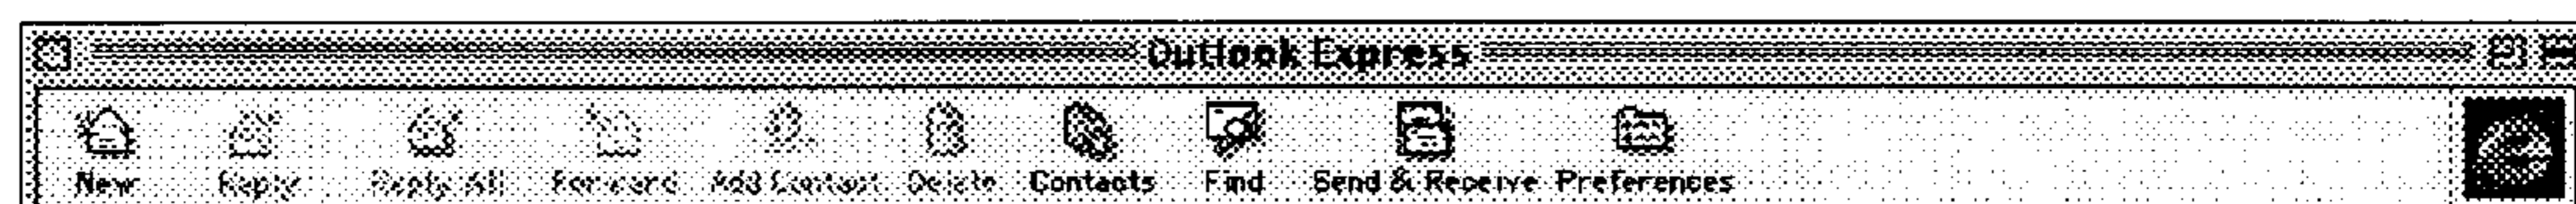 Outlook Express
New Reply Reply All Forward Add Contact Delete Contacts Find Send & Receive Preferences